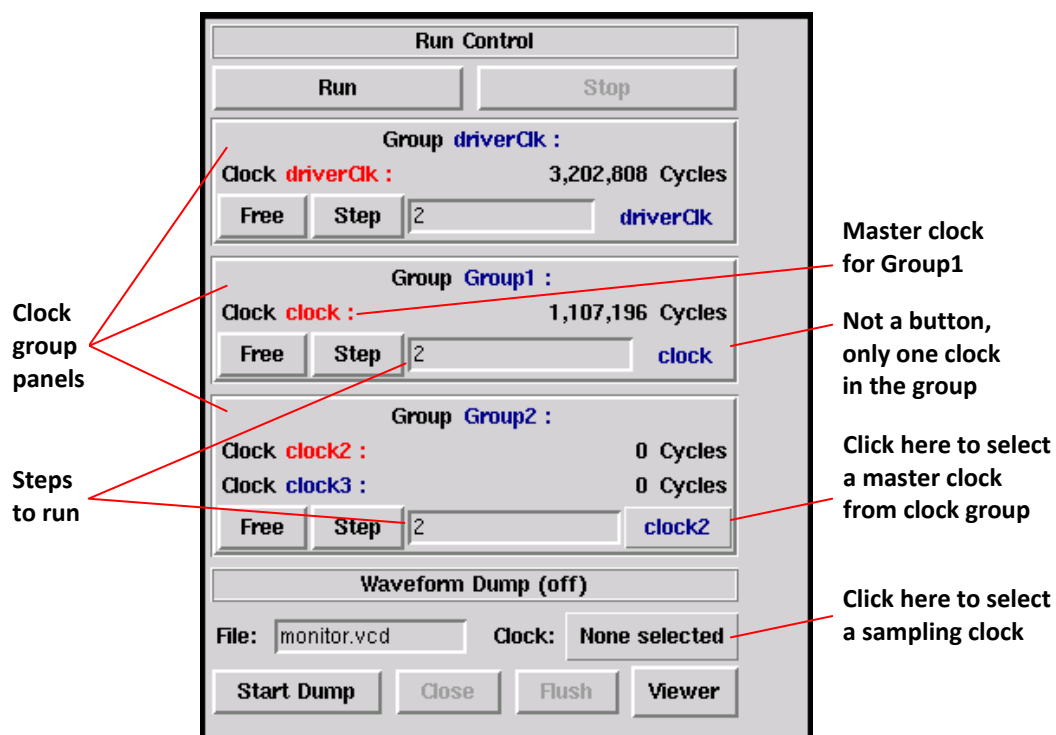 Run Control
Run Stop
Group driverClk :
Clock driverClk : 3,202,808 Cycles
Free Step 2 driverClk
Group Group1 :
Clock clock : 1,107,196 Cycles
Free Step 2 clock
Group Group2 :
Clock clock2 : 0 Cycles
Clock clock3 : 0 Cycles
Free Step 2 clock2
Waveform Dump (off)
File: monitor.vcd Clock: None selected
Start Dump Close Flush Viewer
Clock
group
panels
Steps
to run
Master clock
for Group1
Not a button,
only one clock
in the group
Click here to select
a master clock
from clock group
Click here to select
a sampling clock